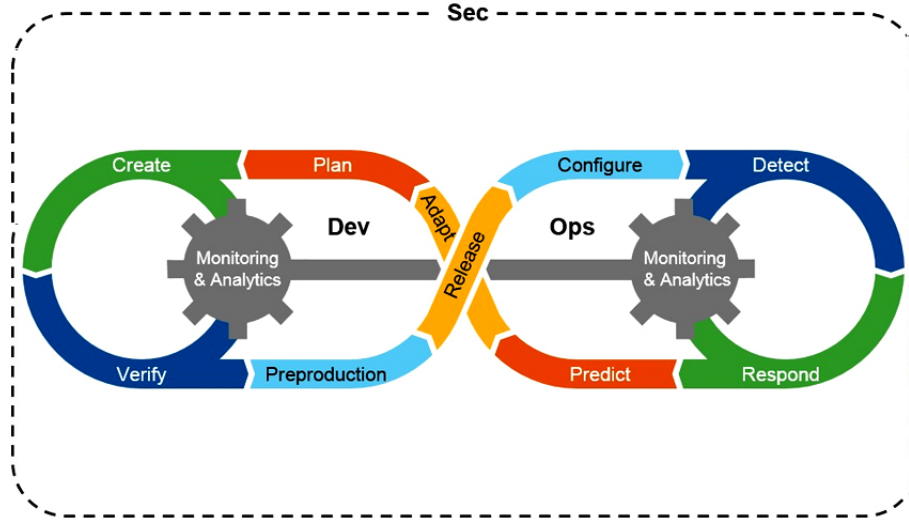 Sec
Create
Plan
Configure
Detect
Adapt
Dev
Release
Ops
Monitoring
& Analytics
Monitoring
& Analytics
Verify
Preproduction
Predict
Respond